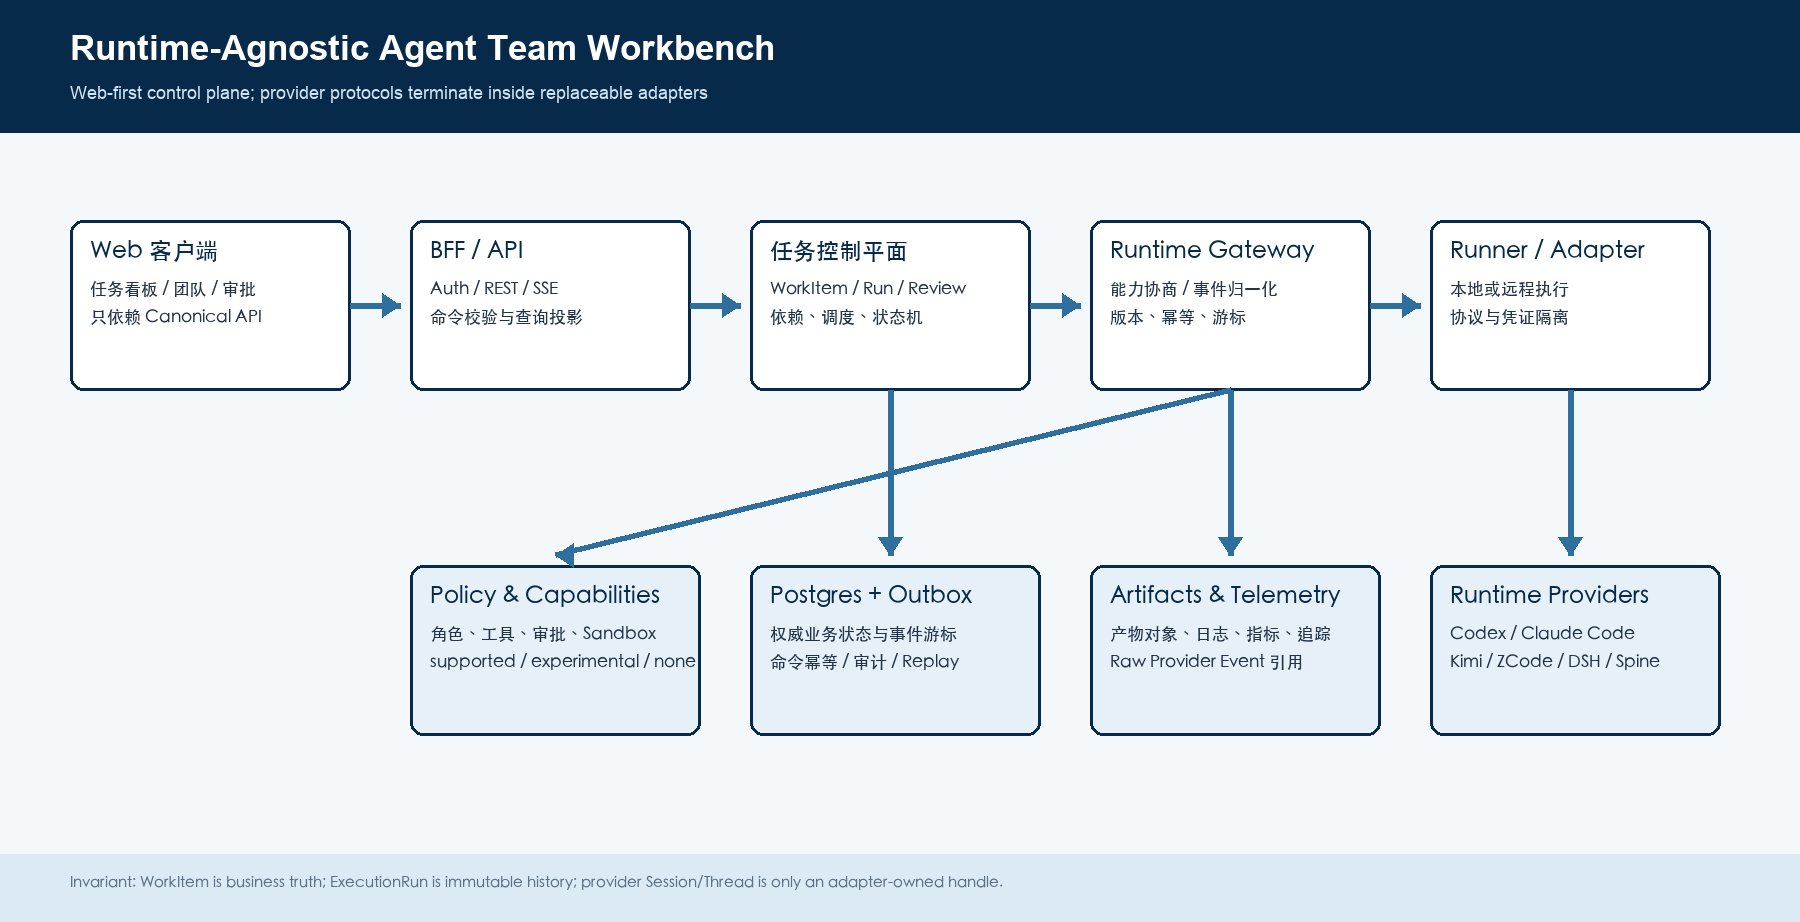 Runtime-Agnostic Agent Team Workbench
Web-first control plane; provider protocols terminate inside replaceable adapters
Web 客户端
任务看板 / 团队 / 审批
只依赖 Canonical API
BFF / API
Auth / REST / SSE
命令校验与查询投影
任务控制平面
WorkItem / Run / Review
依赖、调度、状态机
Runtime Gateway
能力协商 / 事件归一化
版本、幂等、游标
Runner / Adapter
本地或远程执行
协议与凭证隔离
Policy & Capabilities
角色、工具、审批、Sandbox
supported / experimental / none
Postgres + Outbox
权威业务状态与事件游标
命令幂等 / 审计 / Replay
Artifacts & Telemetry
产物对象、日志、指标、追踪
Raw Provider Event 引用
Runtime Providers
Codex / Claude Code
Kimi / ZCode / DSH / Spine
Invariant: WorkItem is business truth; ExecutionRun is immutable history; provider Session/Thread is only an adapter-owned handle.